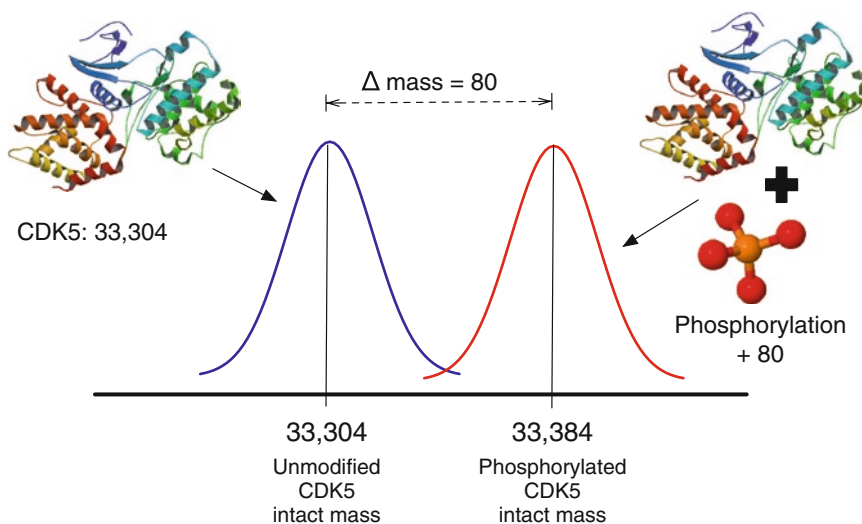 Δ mass = 80
CDK5: 33,304
Phosphorylation
+ 80
33,304
Unmodified
CDK5
intact mass
33,384
Phosphorylated
CDK5
intact mass